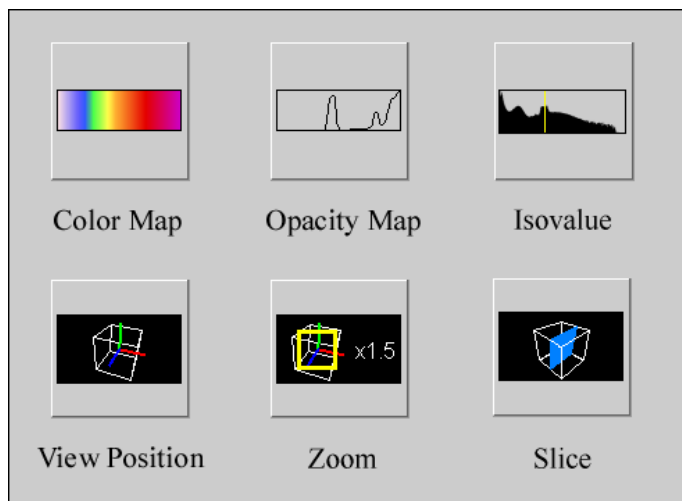 Color Map
Opacity Map
Isovalue
x1.5
View Position
Zoom
Slice